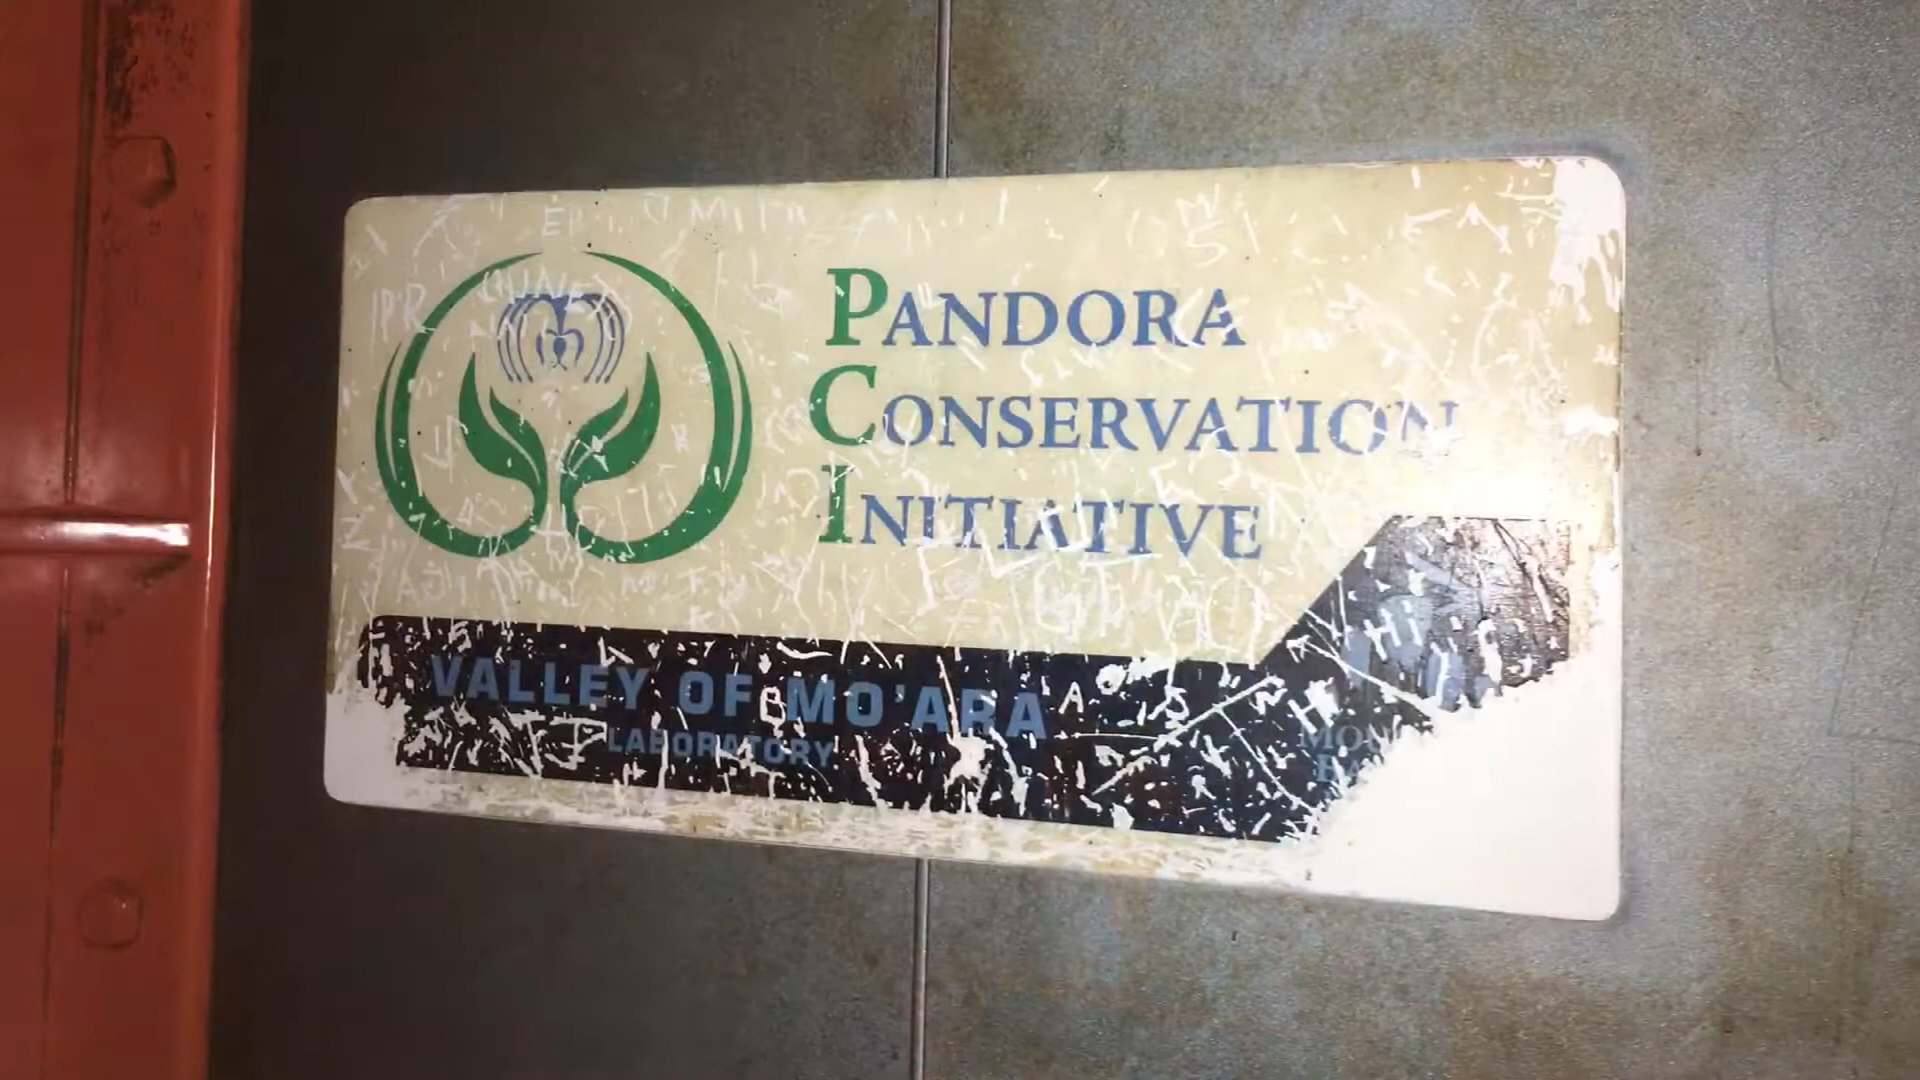 PANDORA
CONSERVATION
INITIATIVE
VALLEY OF MO'ARA
LABORATORY